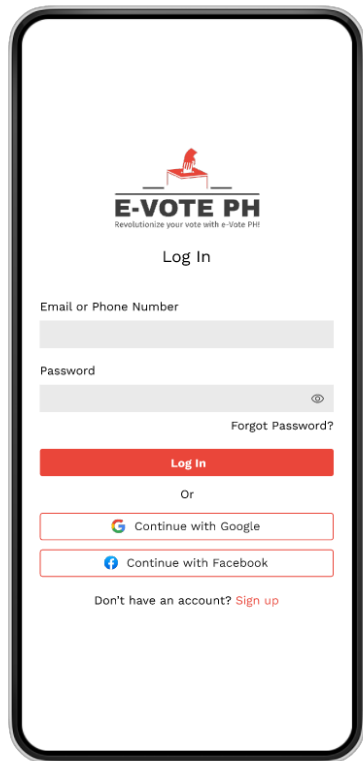 E-VOTE PH
Revolutionize your vote with e-Vote PH!
Log In
Email or Phone Number
Password
Forgot Password?
Log In
Or
Continue with Google
Continue with Facebook
Don't have an account? Sign up